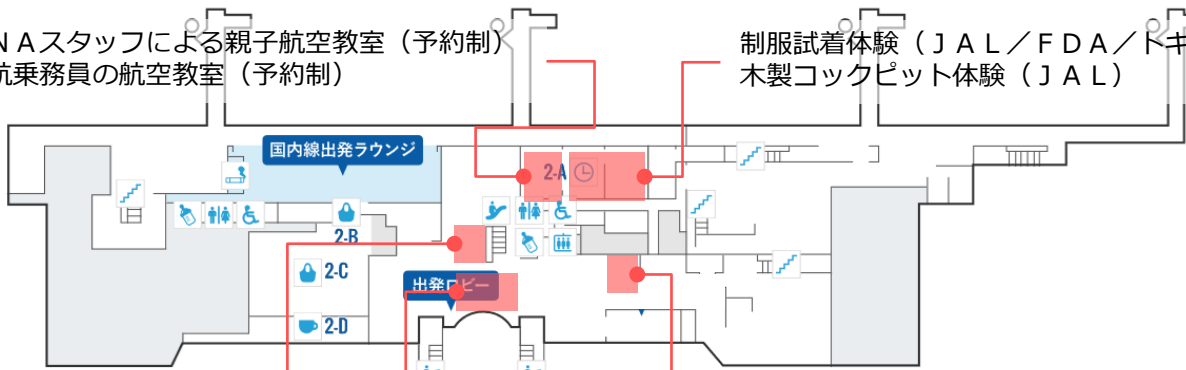 ＮＡスタッフによる親子航空教室（予約制）
航乗務員の航空教室（予約制）
制服試着体験（ＪＡＬ／ＦＤＡ／トキ
木製コックピット体験（ＪＡＬ）
国内線出発ラウンジ
2-A
2-B
2-C
出発ロビー
2-D